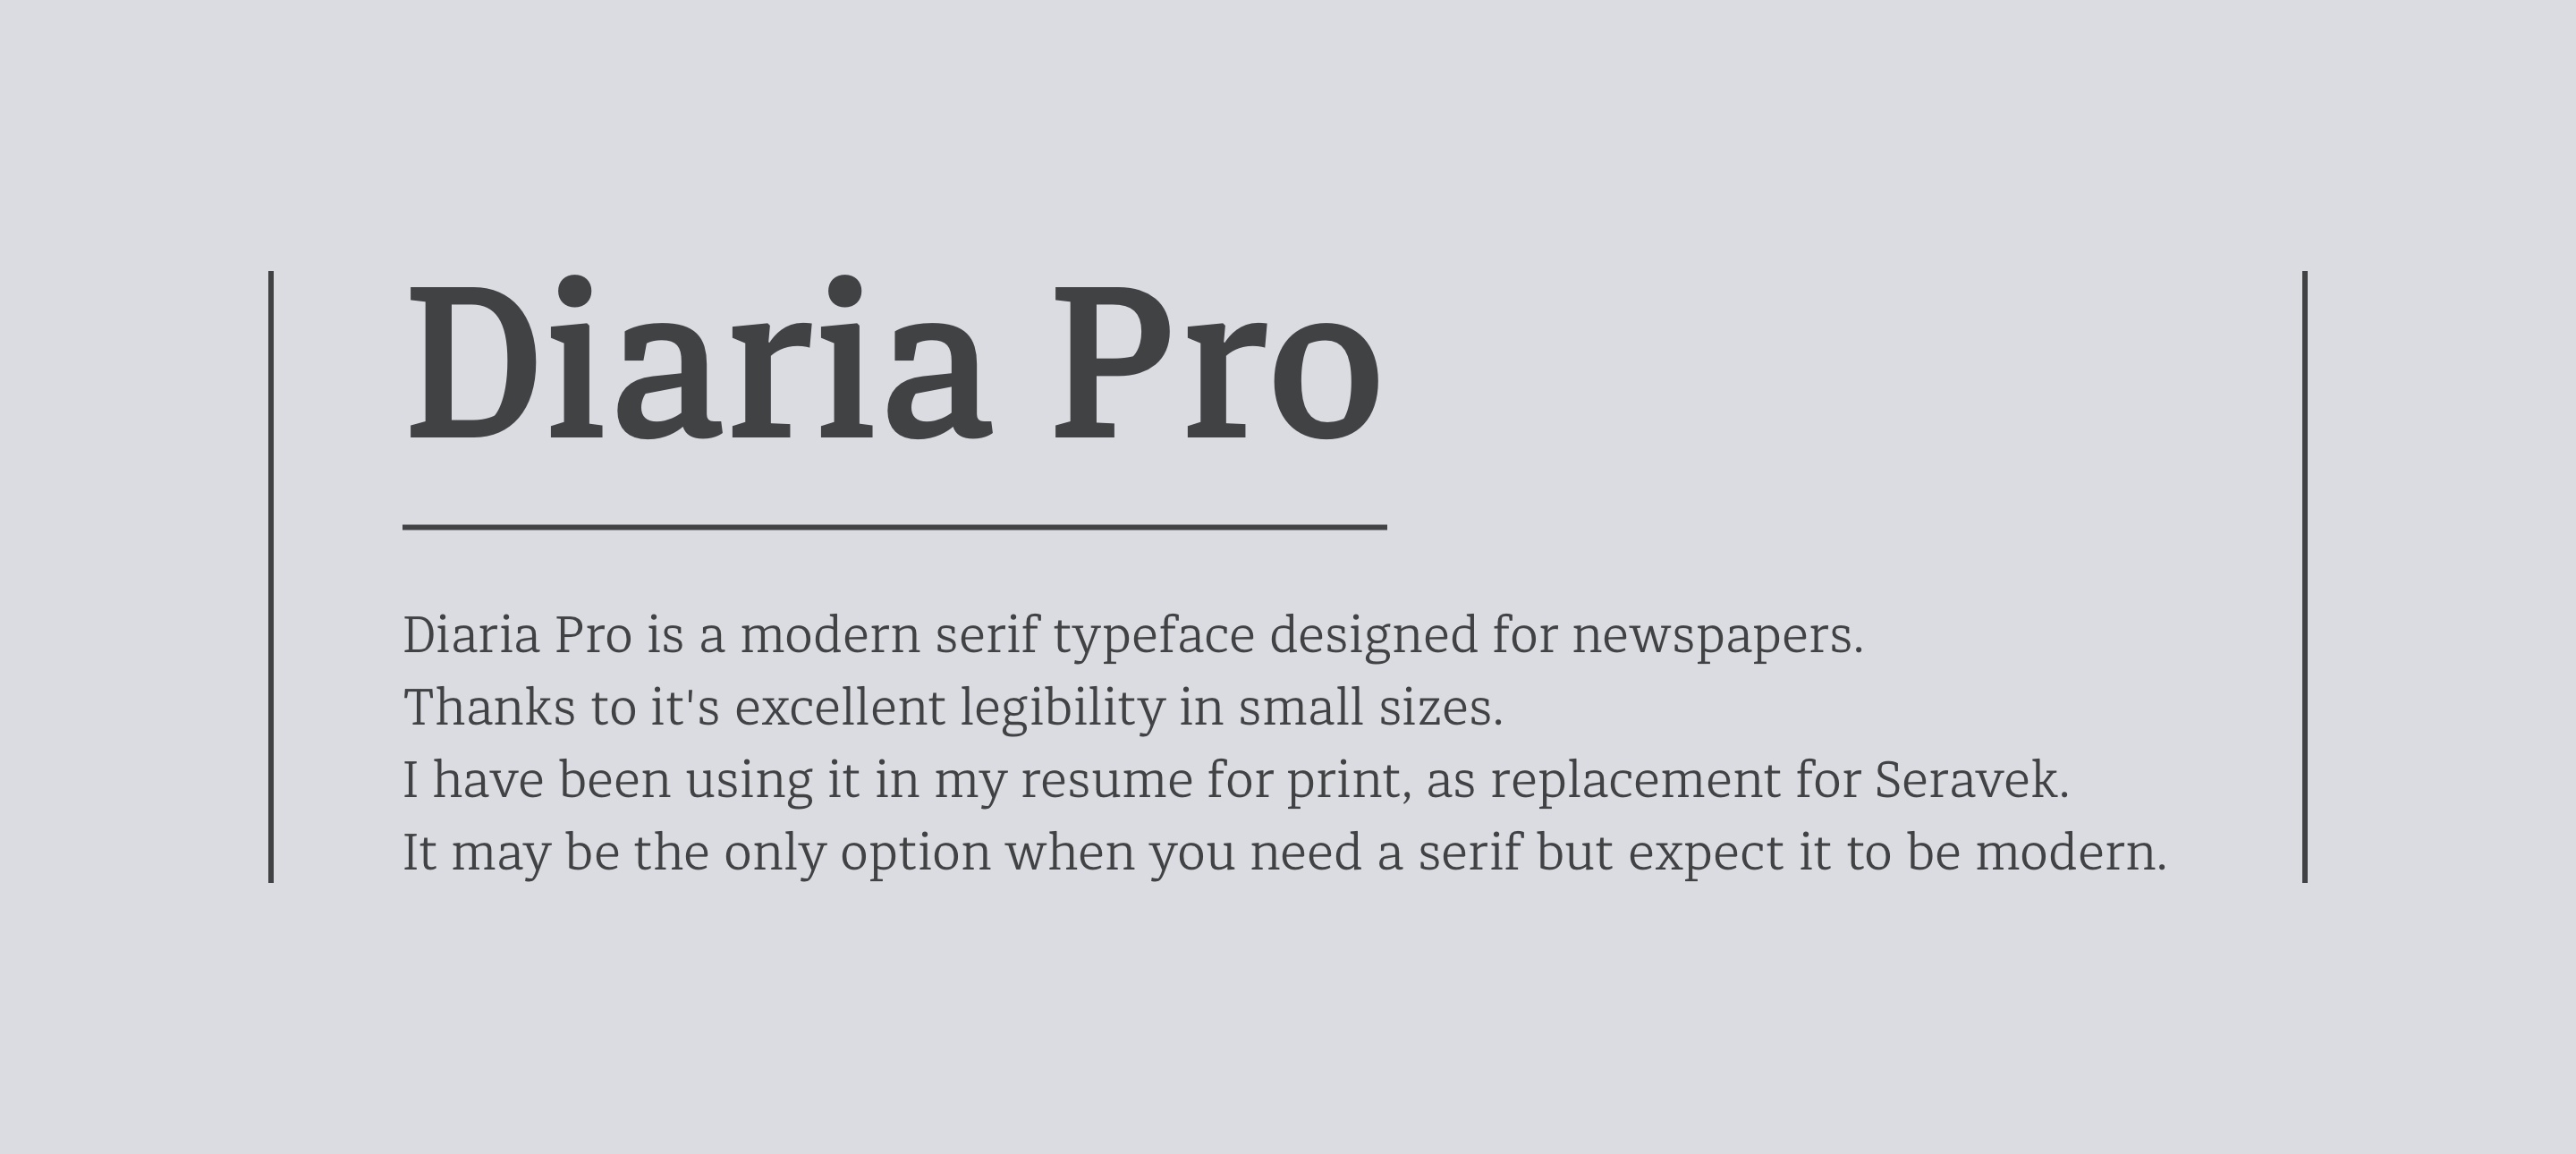 Diaria Pro
Diaria Pro is a modern serif typeface designed for newspapers.
Thanks to it's excellent legibility in small sizes.
I have been using it in my resume for print, as replacement for Seravek.
It may be the only option when you need a serif but expect it to be modern.